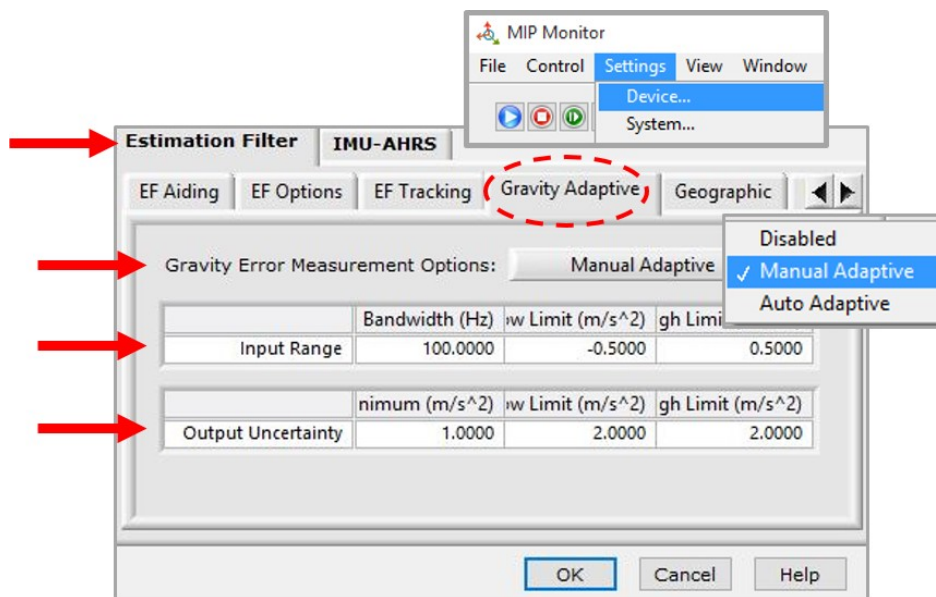 MIP Monitor
File Control Settings View Window
Device...
System...
Estimation Filter IMU-AHRS
EF Aiding EF Options EF Tracking Gravity Adaptive Geographic
Disabled
Gravity Error Measurement Options: Manual Adaptive
✓ Manual Adaptive
Auto Adaptive
Bandwidth (Hz) ow Limit (m/s^2) gh Limi
Input Range 100.0000 -0.5000 0.5000
nimum (m/s^2) ow Limit (m/s^2) gh Limit (m/s^2)
Output Uncertainty 1.0000 2.0000 2.0000
OK Cancel Help